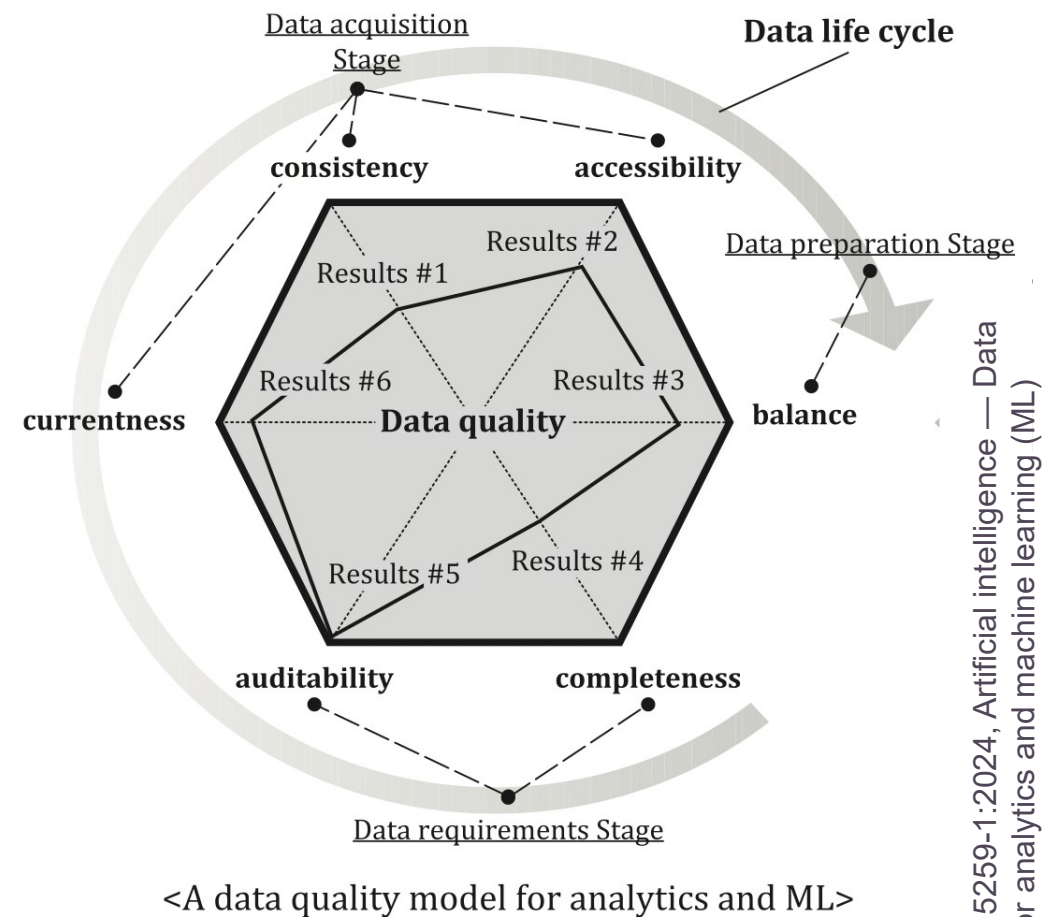 Data acquisition
Stage
Data life cycle
consistency
accessibility
Data preparation Stage
Results #2
Results #1
Results #6
Results #3
currentness
Data quality
balance
Results #5
Results #4
auditability
completeness
Data requirements Stage
<A data quality model for analytics and ML>
5259-1:2024, Artificial intelligence — Data
or analytics and machine learning (ML)